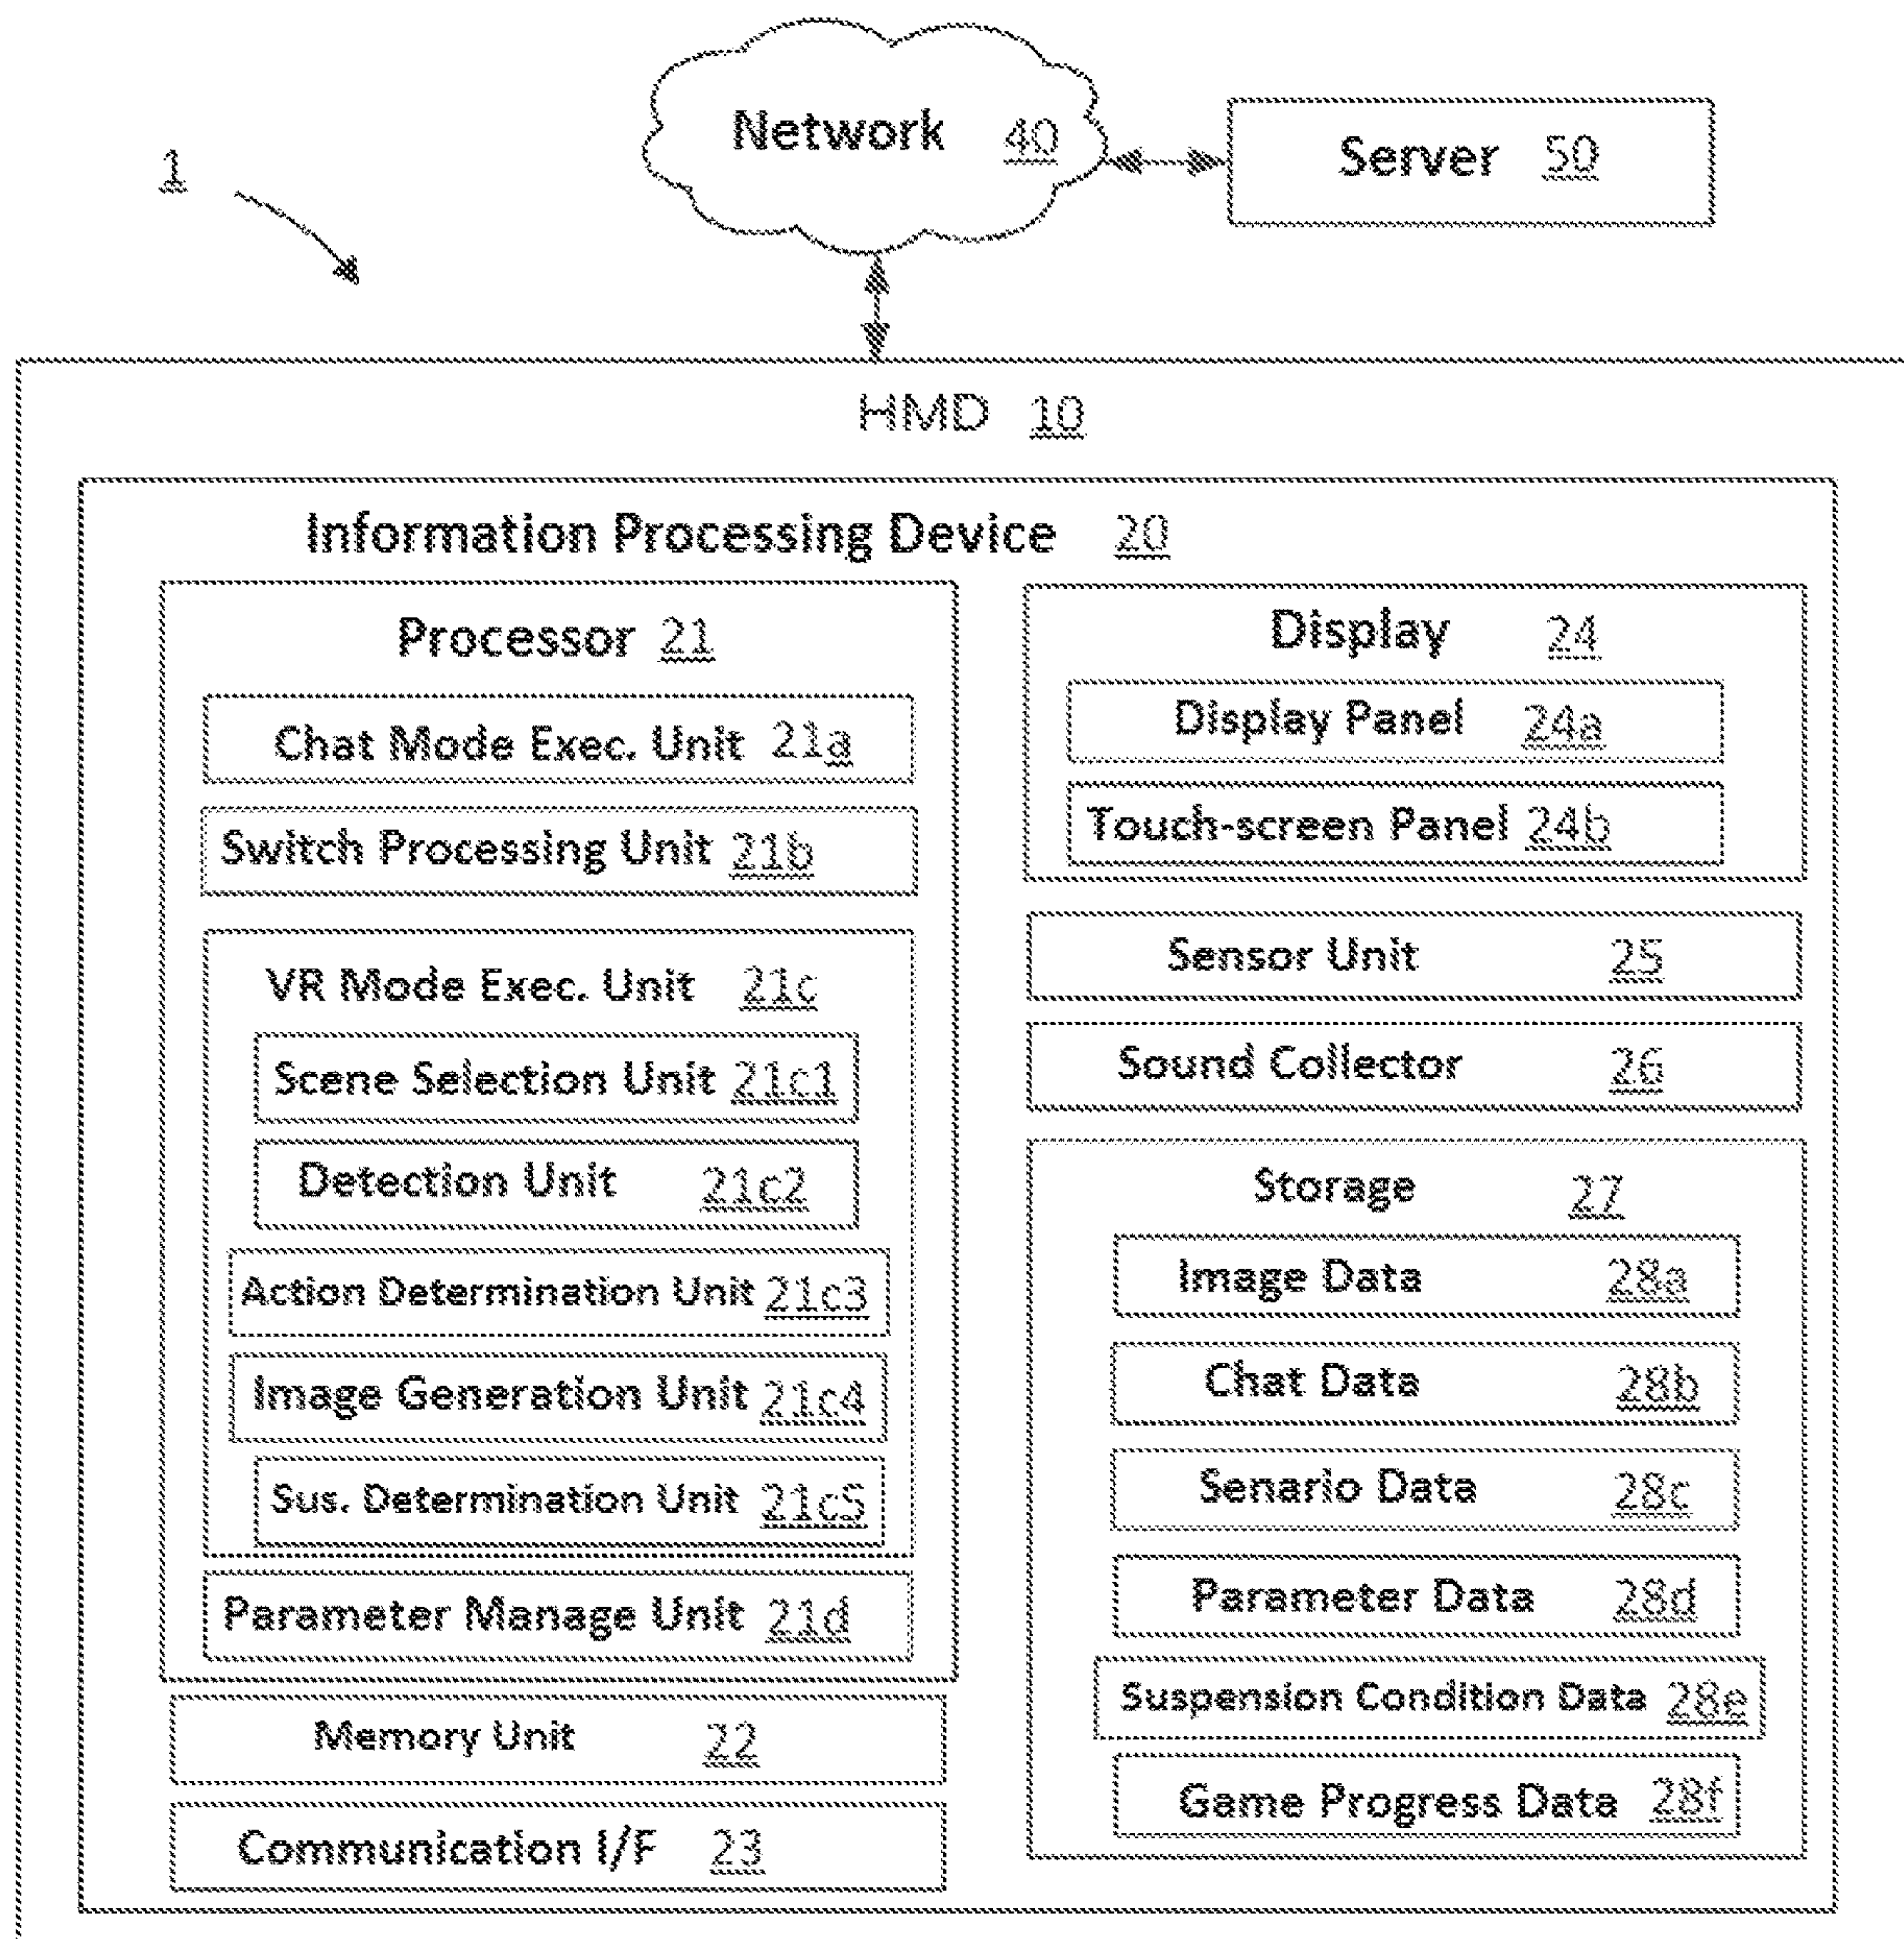 Network 40
Server 50
1
HMD 10
Information Processing Device 20
Processor 21
Chat Mode Exec. Unit 21a
Switch Processing Unit 21b
VR Mode Exec. Unit 21c
Scene Selection Unit 21c1
Detection Unit 21c2
Action Determination Unit 21c3
Image Generation Unit 21c4
Sus. Determination Unit 21c5
Parameter Manage Unit 21d
Memory Unit 22
Communication I/F 23
Display 24
Display Panel 24a
Touch-screen Panel 24b
Sensor Unit 25
Sound Collector 26
Storage 27
Image Data 28a
Chat Data 28b
Senario Data 28c
Parameter Data 28d
Suspension Condition Data 28e
Game Progress Data 28f